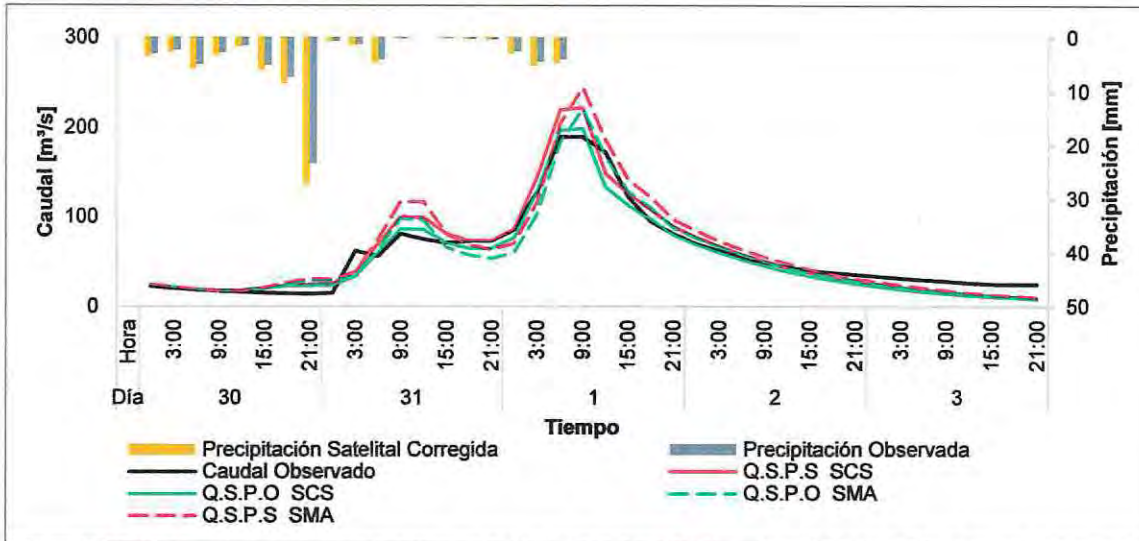 300
200
100
0
Caudal [m³/s]
0
10
20
30
40
50
Precipitación [mm]
Hora 3:00 9:00 15:00 21:00 3:00 9:00 15:00 21:00 3:00 9:00 15:00 21:00 3:00 9:00 15:00 21:00 3:00 9:00 15:00 21:00
Día 30 31 1 2 3
Tiempo
Precipitación Satelital Corregida Precipitación Observada
Caudal Observado Q.S.P.S SCS
Q.S.P.O SCS Q.S.P.O SMA
Q.S.P.S SMA